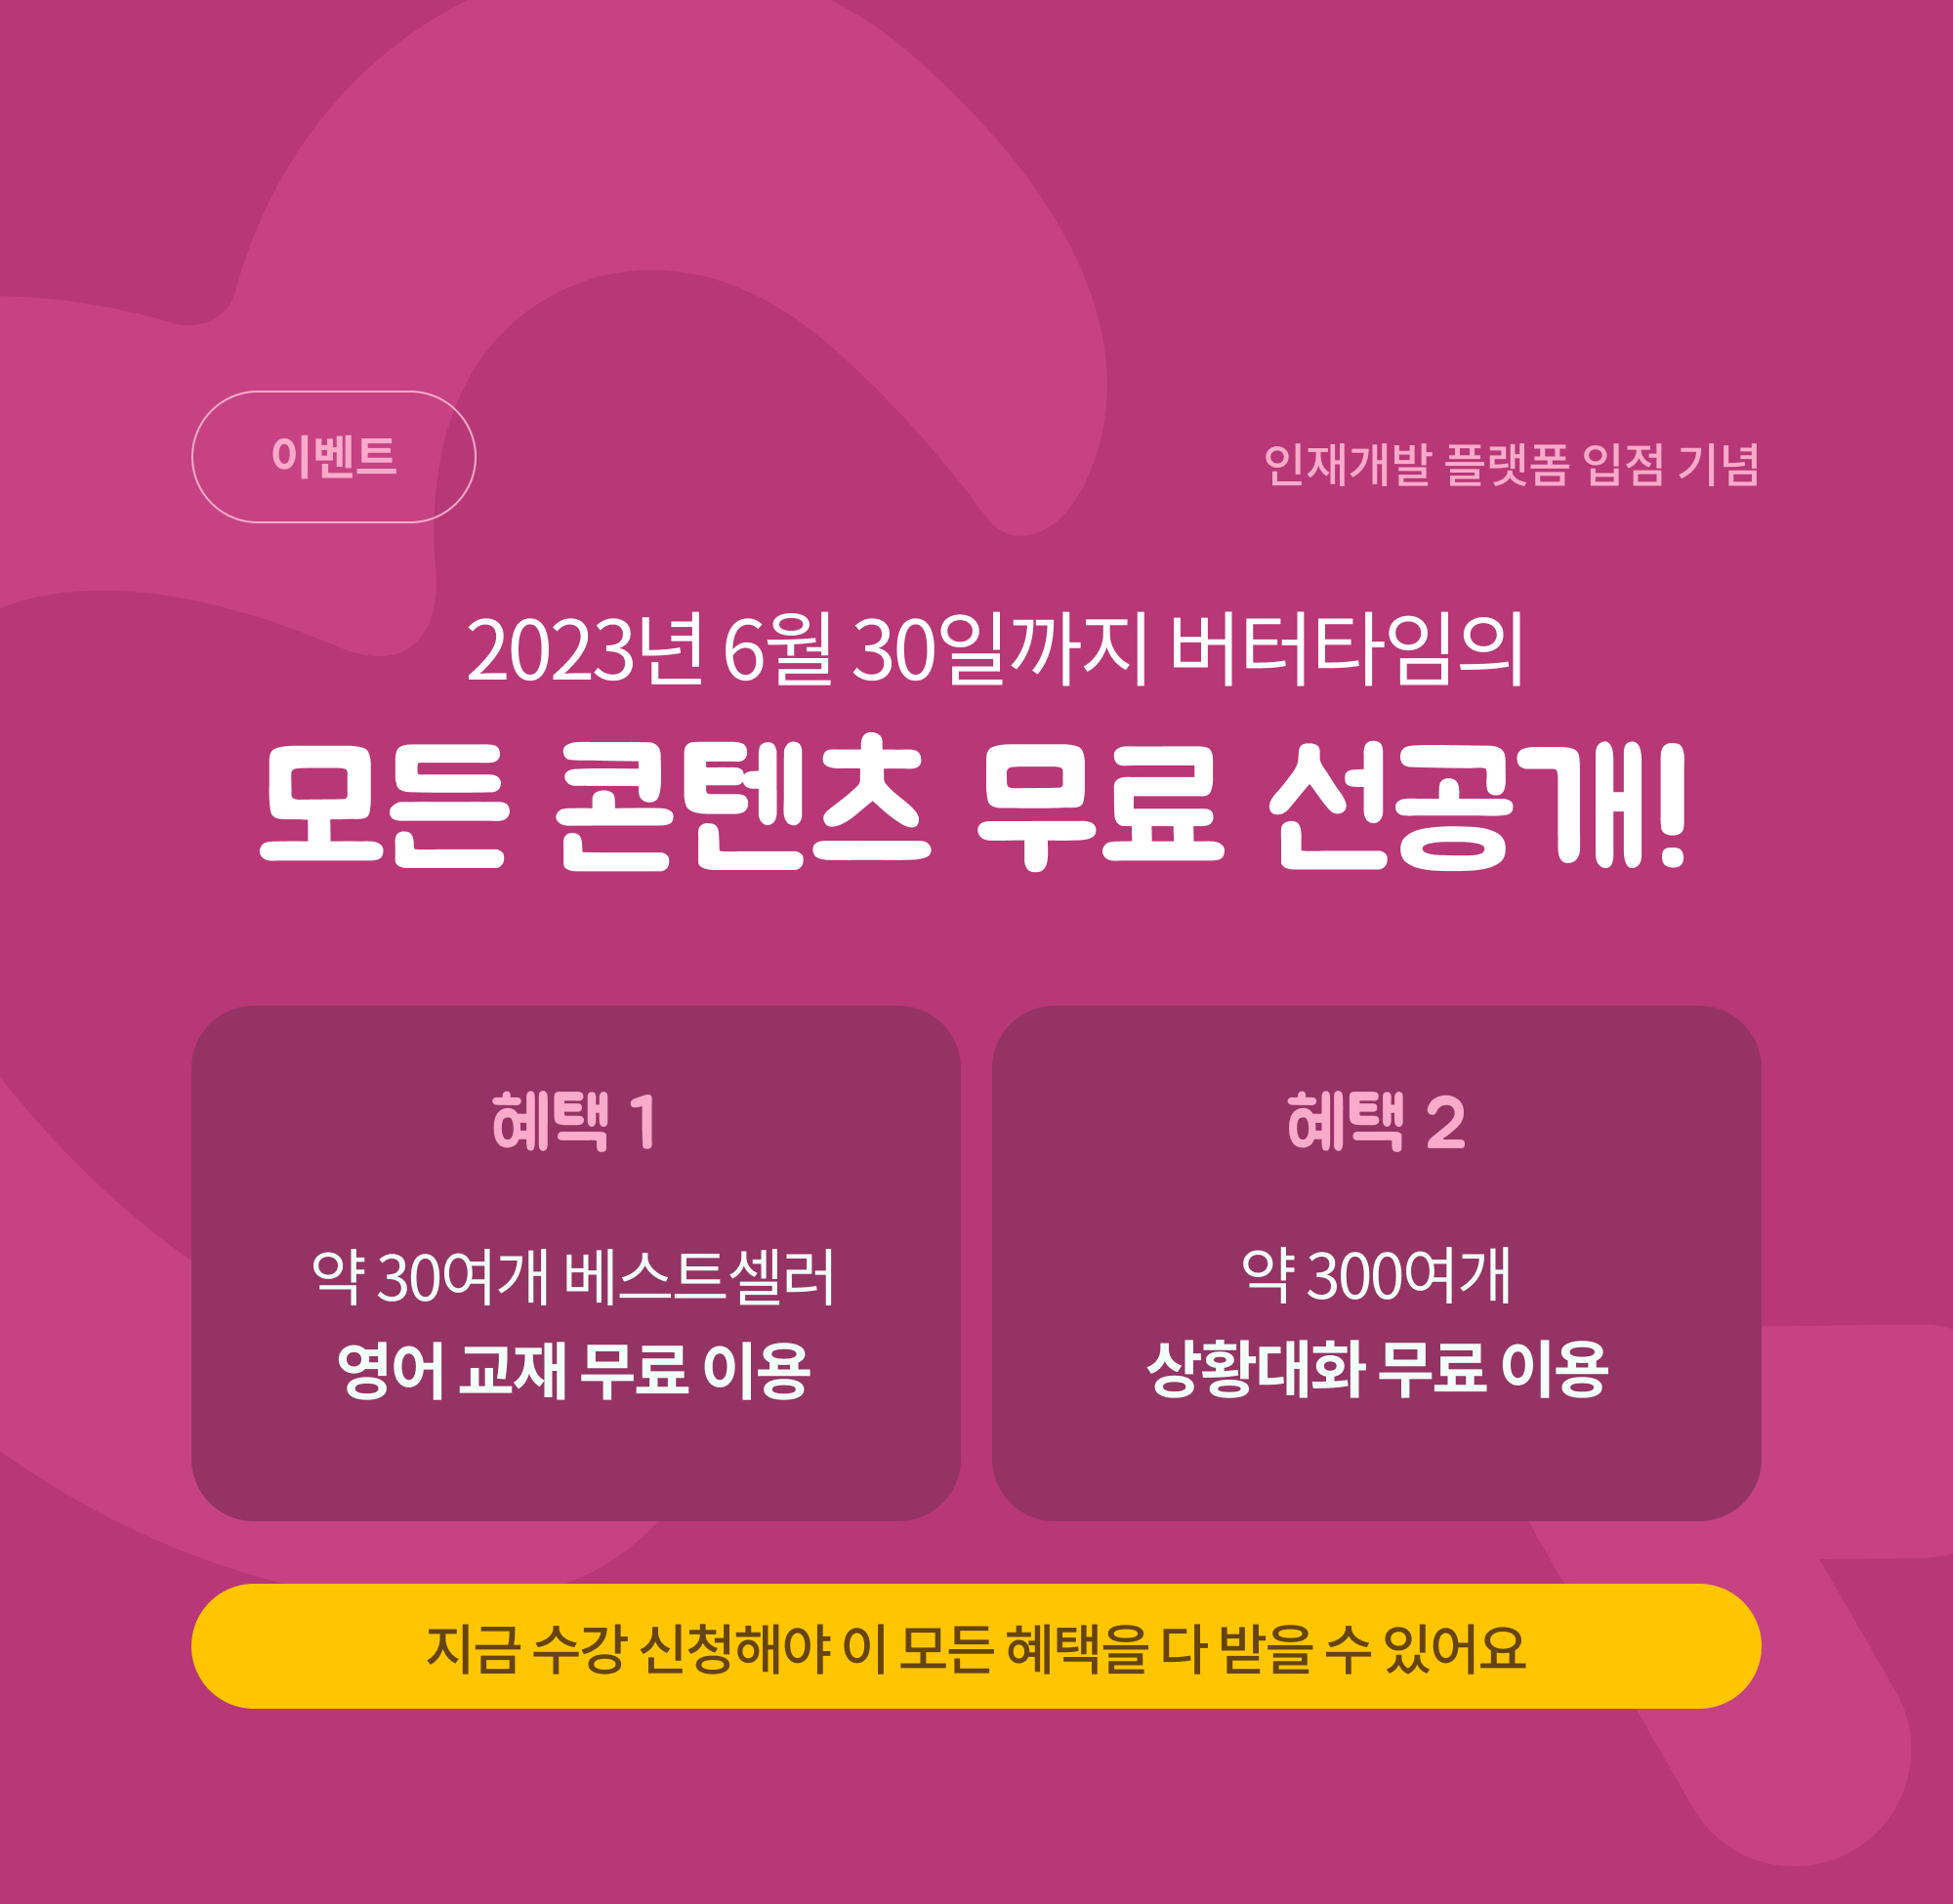 이벤트
인재개발 플랫폼 입점 기념
2023년 6월 30일까지 버터타임의
모든 콘텐츠 무료 선공개!
혜택 1
약 30여개 베스트셀러
영어 교재 무료 이용
혜택 2
약 300여개
상황대화 무료 이용
지금 수강 신청해야 이 모든 혜택을 다 받을 수 있어요